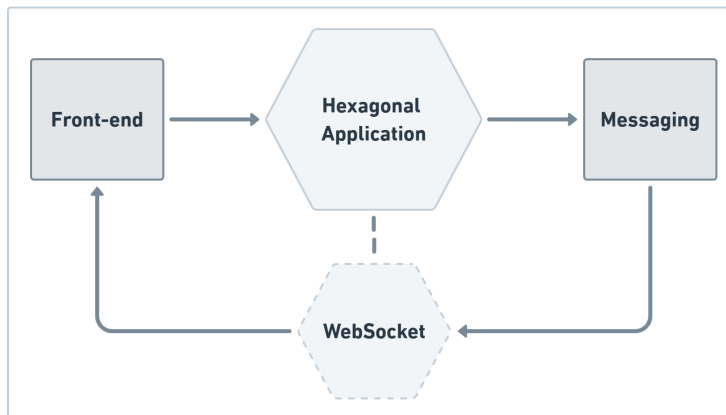 Front-end
Hexagonal
Application
Messaging
WebSocket